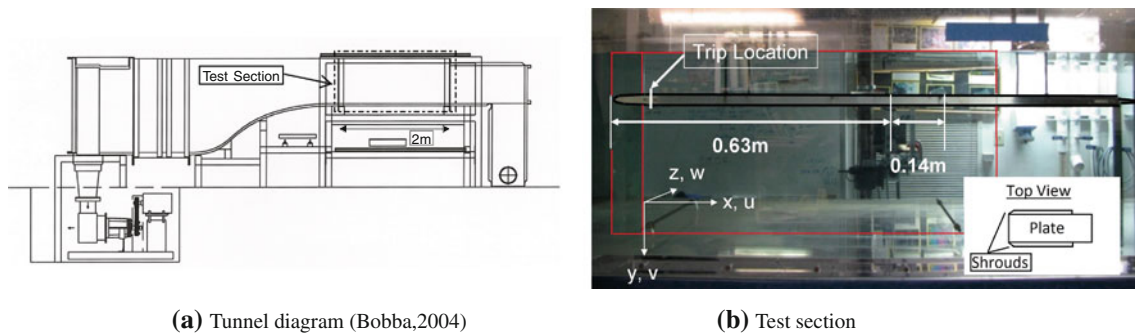 Test Section
2m
Trip Location
0.63m
0.14m
z, w
x, u
y, v
Top View
Plate
Shrouds
(a) Tunnel diagram (Bobba,2004)
(b) Test section